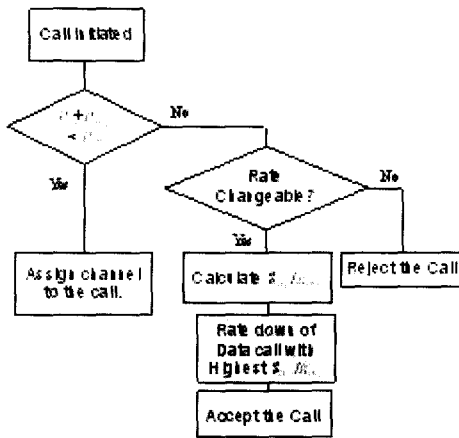 Call Initiated
No
Yes
Rate
Changeable?
No
Yes
Assign channel
to the call.
Calculate
Reject the Call
Rate down of
Data call with
Highest
Accept the Call